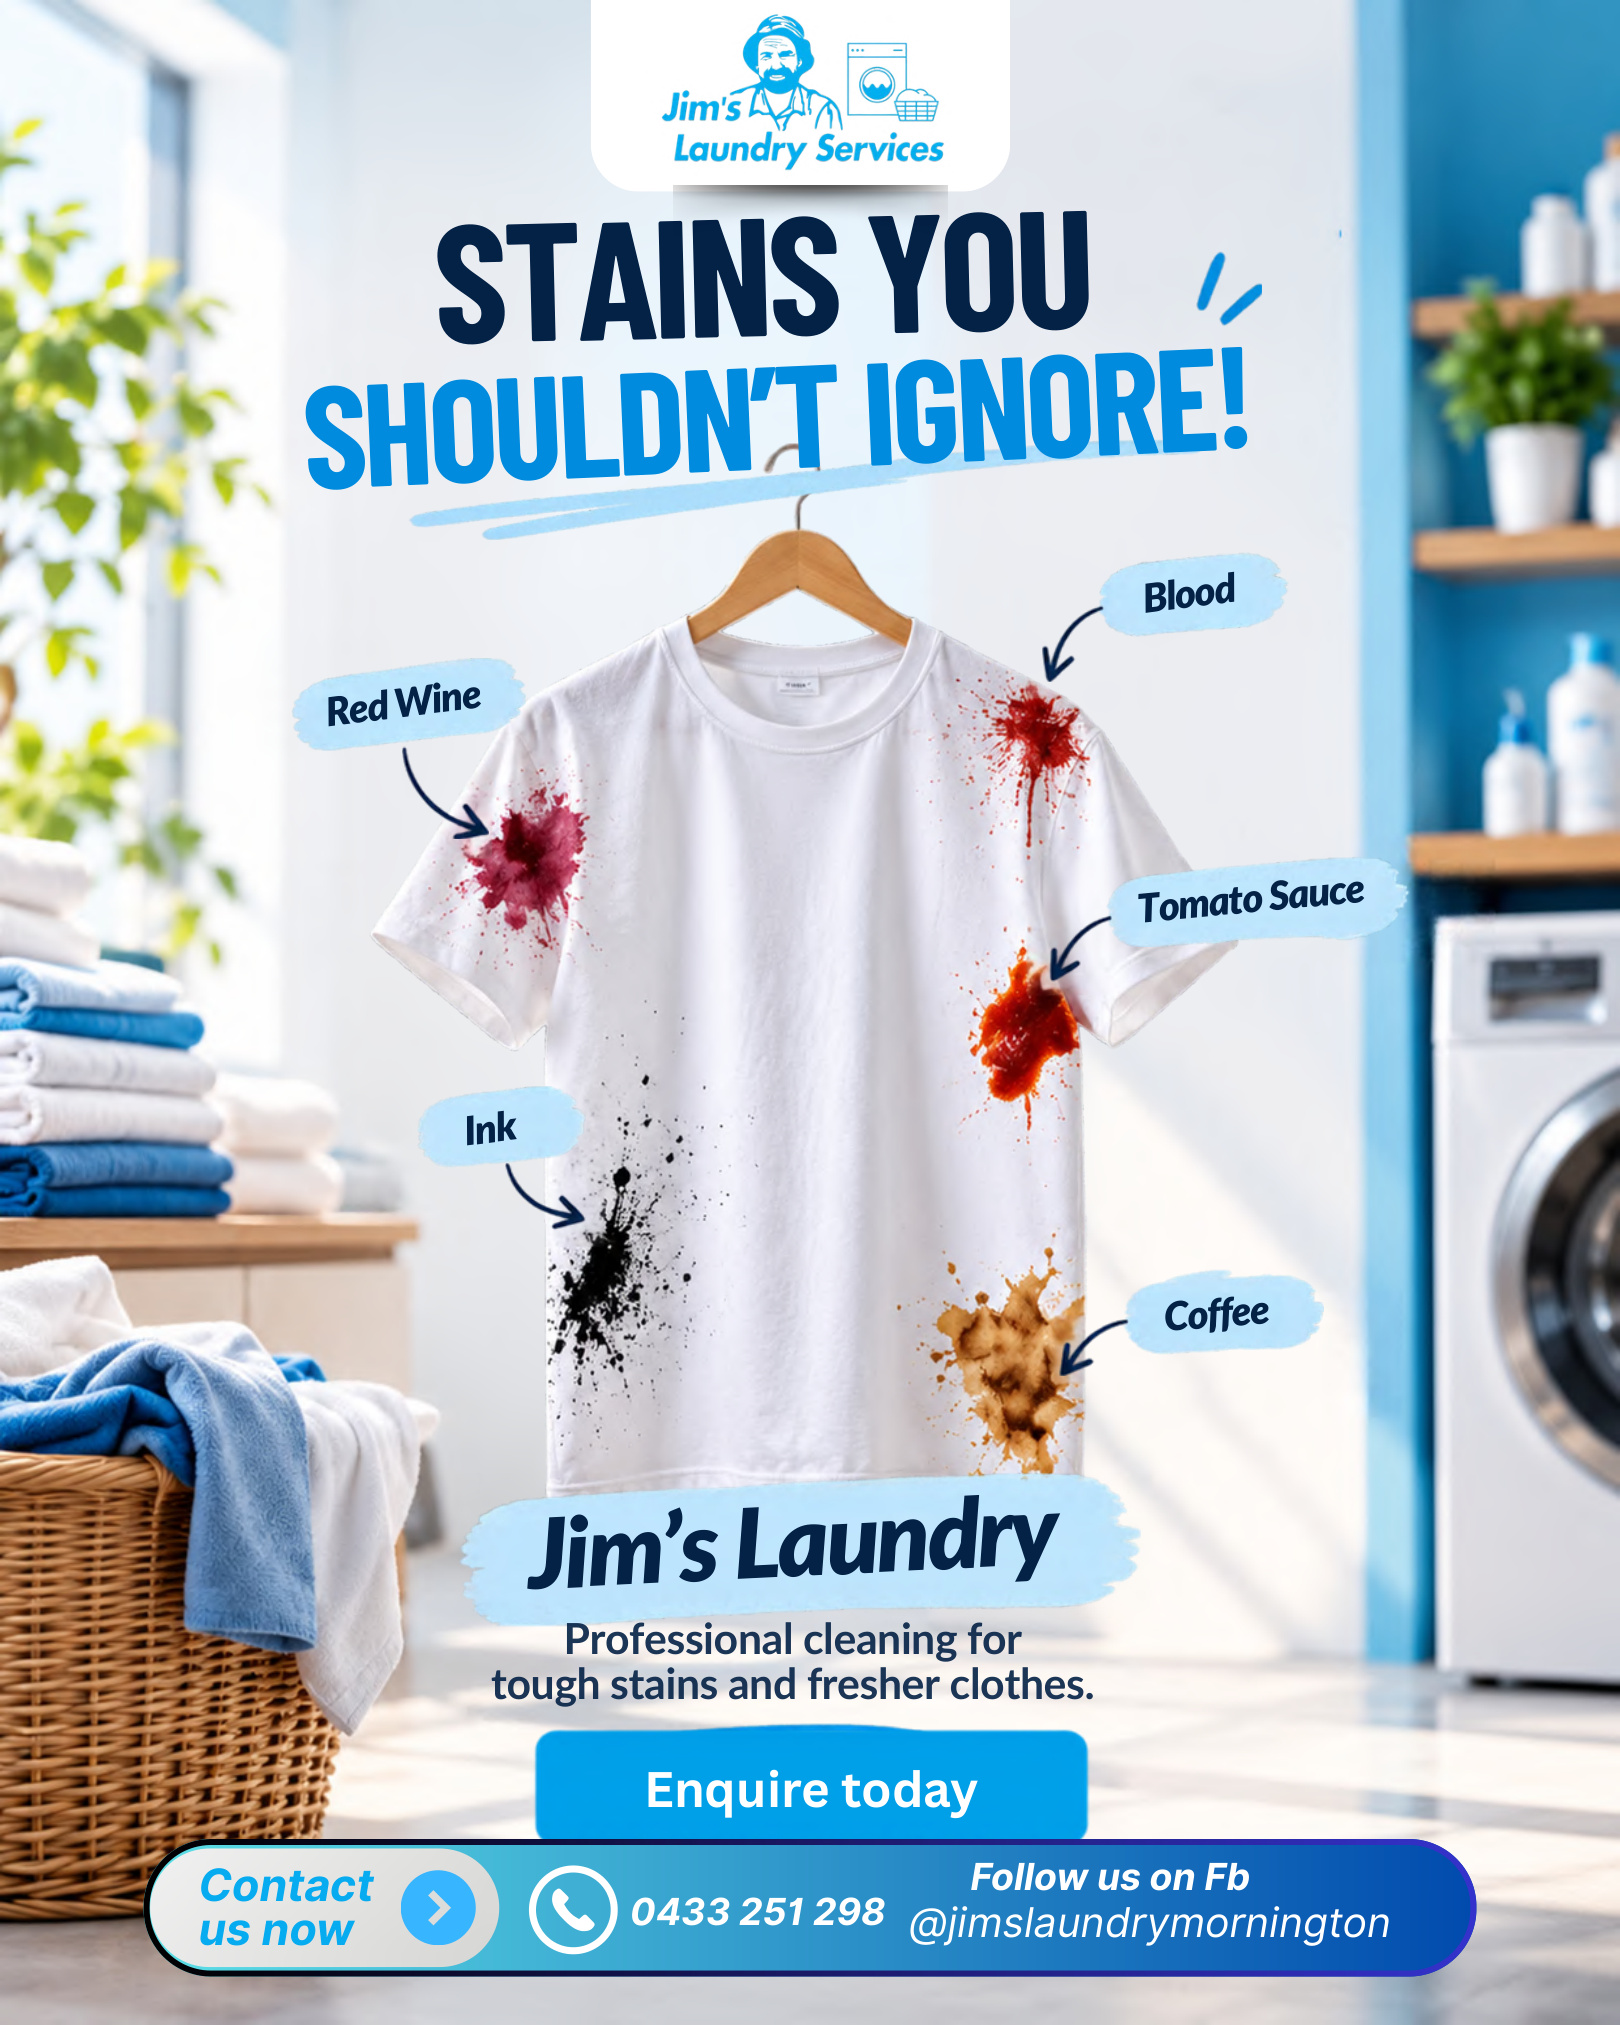 Jim's
Laundry Services
STAINS YOU
SHOULDN'T IGNORE!
Blood
Red Wine
Tomato Sauce
Ink
Coffee
Jim's Laundry
Professional cleaning for
tough stains and fresher clothes.
Enquire today
Contact
us now
0433 251 298
Follow us on Fb
@jimslaundrymornington